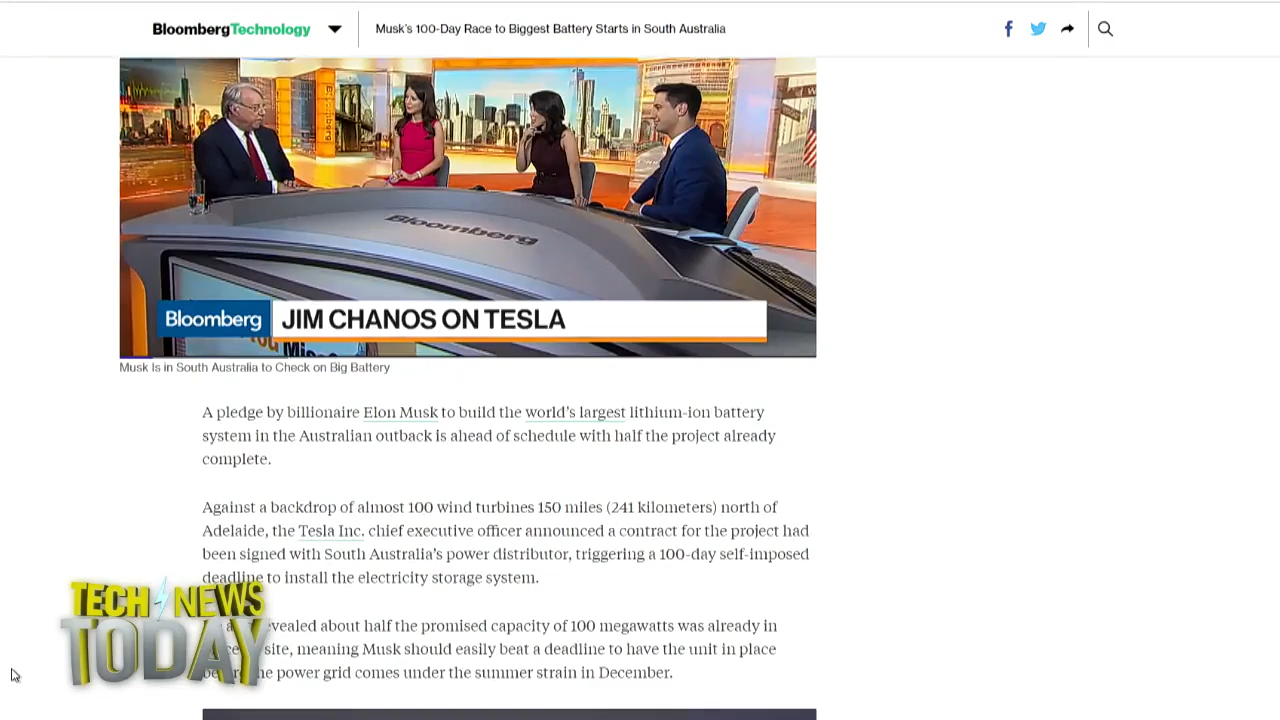 BloombergTechnology
Musk's 100-Day Race to Biggest Battery Starts in South Australia
Bloomberg
Bloomberg
JIM CHANOS ON TESLA
Musk Is in South Australia to Check on Big Battery
A pledge by billionaire Elon Musk to build the world's largest lithium-ion battery
system in the Australian outback is ahead of schedule with half the project already
complete.
Against a backdrop of almost 100 wind turbines 150 miles (241 kilometers) north of
Adelaide, the Tesla Inc. chief executive officer announced a contract for the project had
been signed with South Australia's power distributor, triggering a 100-day self-imposed
deadline to install the electricity storage system.
about half the promised capacity of 100 megawatts was already in
site, meaning Musk should easily beat a deadline to have the unit in place
power grid comes under the summer strain in December.
TECH NEWS
TODAY